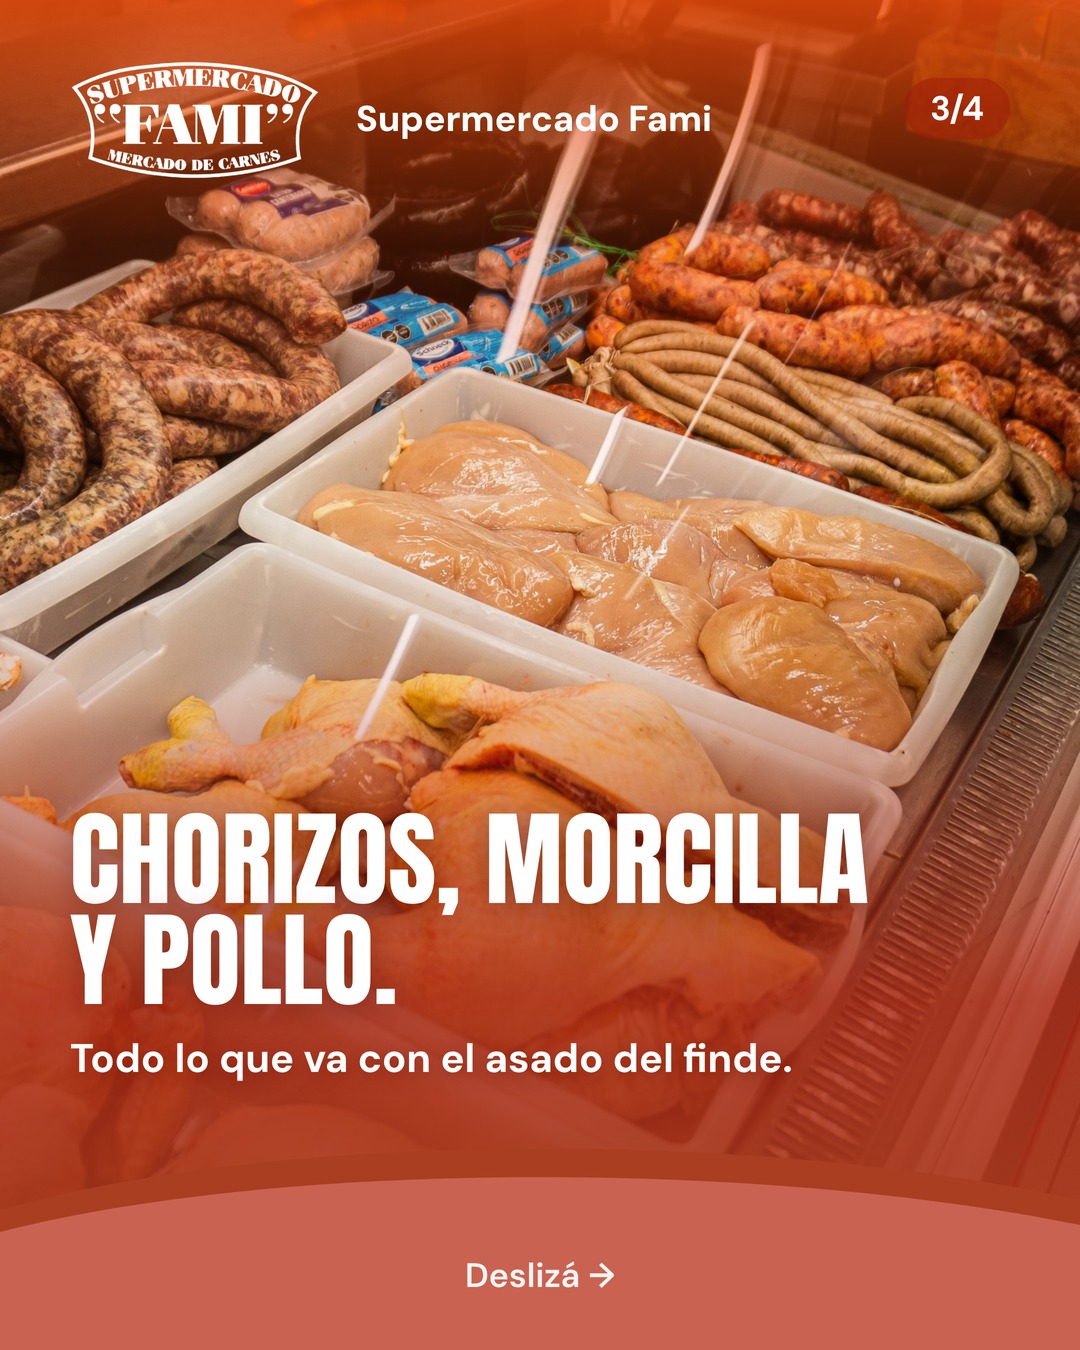 SUPERMERCADO
"FAMI"
MERCADO DE CARNES
Supermercado Fami
3/4
Schneck
CHORIZOS, MORCILLA
Y POLLO.
Todo lo que va con el asado del finde.
Deslizá →